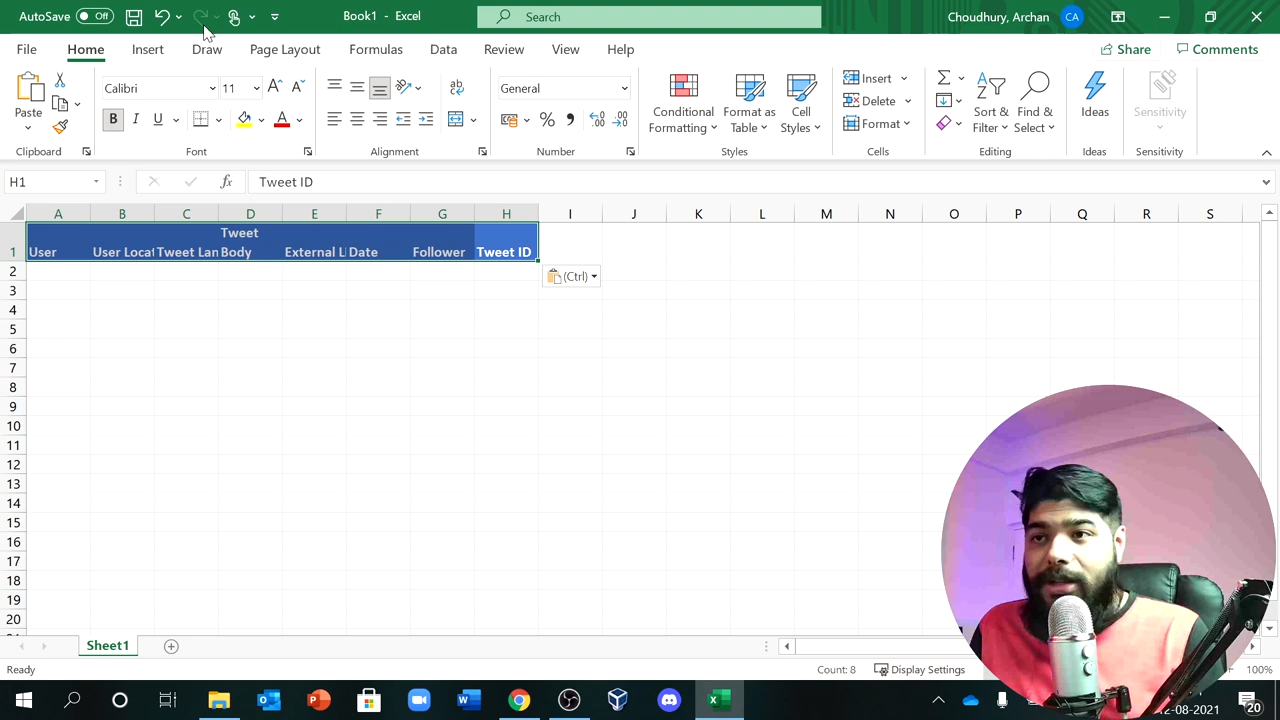 AutoSave Off Book1 - Excel Search Choudhury, Archan CA
File Home Insert Draw Page Layout Formulas Data Review View Help Share Comments
Paste Calibri 11 General Conditional Formatting Format as Table Cell Styles Insert Delete Format Sort & Filter Find & Select Ideas Sensitivity
Clipboard Font Alignment Number Styles Cells Editing Ideas Sensitivity
H1 fx Tweet ID
A B C D E F G H I J K L M N O P Q R S
1 User User Locat Tweet Lan Tweet Body External L Date Follower Tweet ID
2 (Ctrl)
3
4
5
6
7
8
9
10
11
12
13
14
15
16
17
18
19
20
Sheet1
Ready Count: 8 Display Settings 100%
12-08-2021 20